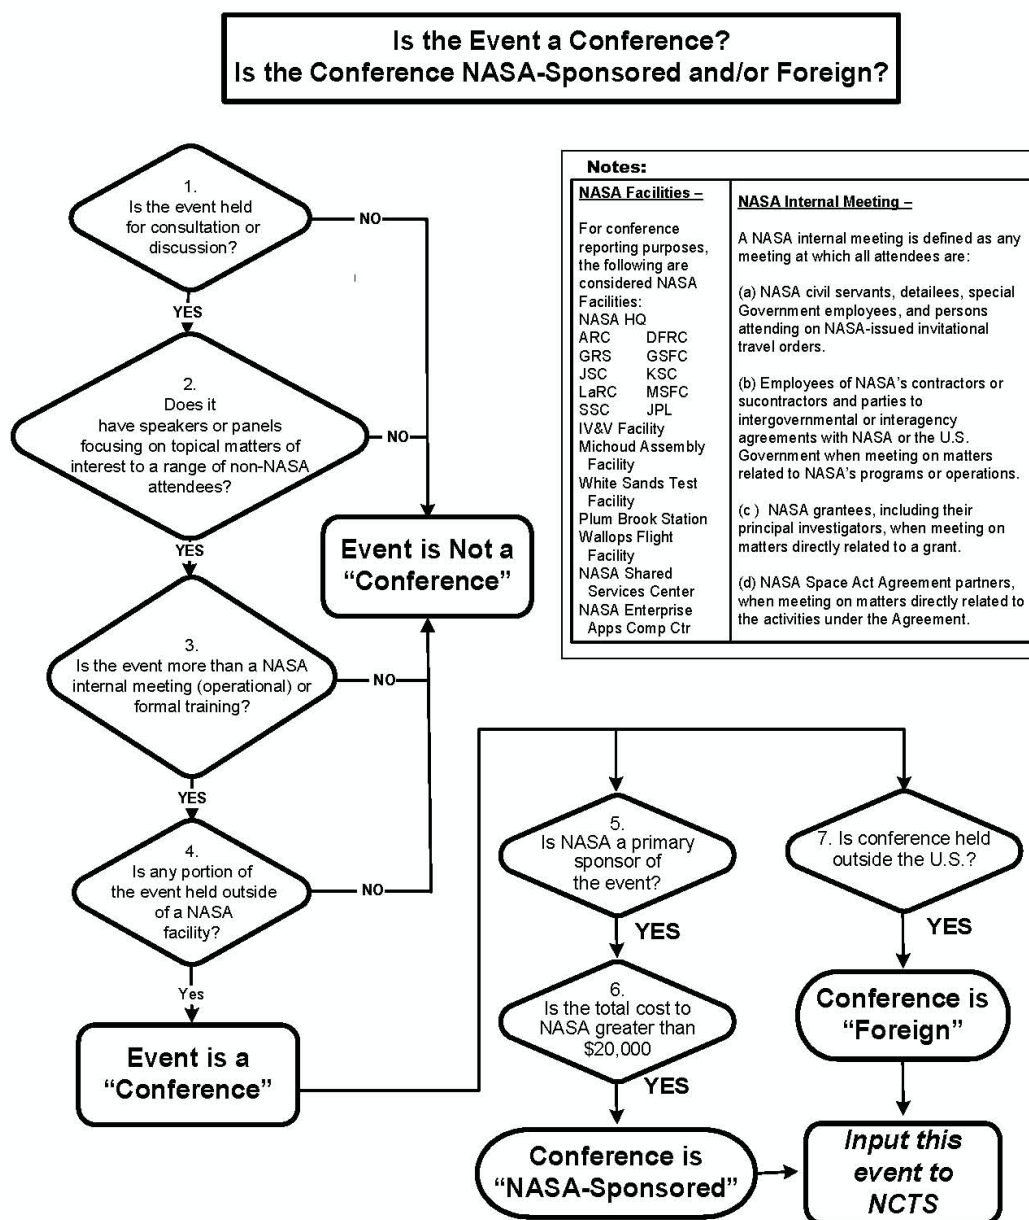 Is the Event a Conference?
Is the Conference NASA-Sponsored and/or Foreign?
1.
Is the event held
for consultation or
discussion?
NO
YES
2.
Does it
have speakers or panels
focusing on topical matters of
interest to a range of non-NASA
attendees?
NO
YES
Event is Not a
“Conference”
3.
Is the event more than a NASA
internal meeting (operational) or
formal training?
NO
YES
4.
Is any portion of
the event held outside
of a NASA
facility?
NO
Yes
Event is a
“Conference”
Notes:
NASA Facilities –
For conference
reporting purposes,
the following are
considered NASA
Facilities:
NASA HQ
ARC DFRC
GRS GSFC
JSC KSC
LaRC MSFC
SSC JPL
IV&V Facility
Michoud Assembly
Facility
White Sands Test
Facility
Plum Brook Station
Wallops Flight
Facility
NASA Shared
Services Center
NASA Enterprise
Apps Comp Ctr
NASA Internal Meeting –
A NASA internal meeting is defined as any
meeting at which all attendees are:
(a) NASA civil servants, detailees, special
Government employees, and persons
attending on NASA-issued invitational
travel orders.
(b) Employees of NASA’s contractors or
sucontractors and parties to
intergovernmental or interagency
agreements with NASA or the U.S.
Government when meeting on matters
related to NASA’s programs or operations.
(c ) NASA grantees, including their
principal investigators, when meeting on
matters directly related to a grant.
(d) NASA Space Act Agreement partners,
when meeting on matters directly related to
the activities under the Agreement.
5.
Is NASA a primary
sponsor of
the event?
YES
6.
Is the total cost to
NASA greater than
$20,000
YES
Conference is
“NASA-Sponsored”
7. Is conference held
outside the U.S.?
YES
Conference is
“Foreign”
Input this
event to
NCTS